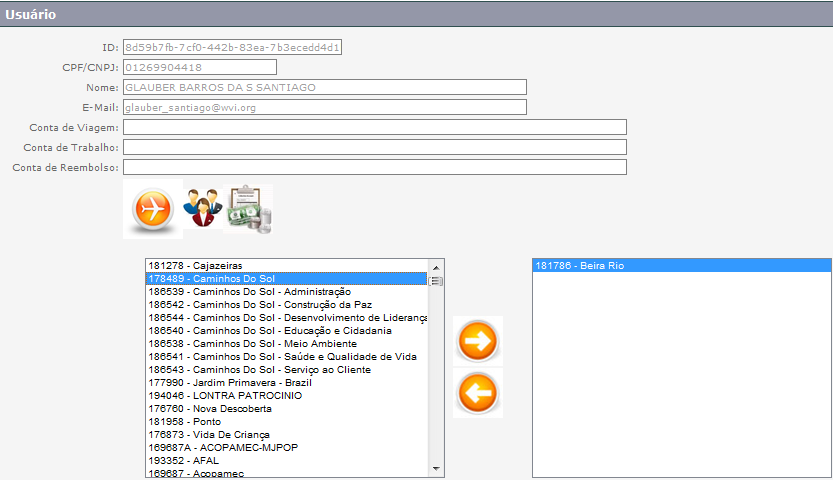 Usuário
ID: 8d59b7fb-7cf0-442b-83ea-7b3ecedd4d1
CPF/CNPJ: 01269904418
Nome: GLAUBER BARROS DA S SANTIAGO
E-Mail: glauber_santiago@wvi.org
Conta de Viagem:
Conta de Trabalho:
Conta de Reembolso:
181278 - Cajazeiras
178489 - Caminhos Do Sol
186539 - Caminhos Do Sol - Administração
186542 - Caminhos Do Sol - Construção da Paz
186544 - Caminhos Do Sol - Desenvolvimento de Liderança
186540 - Caminhos Do Sol - Educação e Cidadania
186538 - Caminhos Do Sol - Meio Ambiente
186541 - Caminhos Do Sol - Saúde e Qualidade de Vida
186543 - Caminhos Do Sol - Serviço ao Cliente
177990 - Jardim Primavera - Brazil
194046 - LONTRA PATROCINIO
176760 - Nova Descoberta
181958 - Ponto
176873 - Vida De Criança
169687A - ACOPAMEC-MJPOP
193352 - AFAL
169687 - Acopamec
181786 - Beira Rio